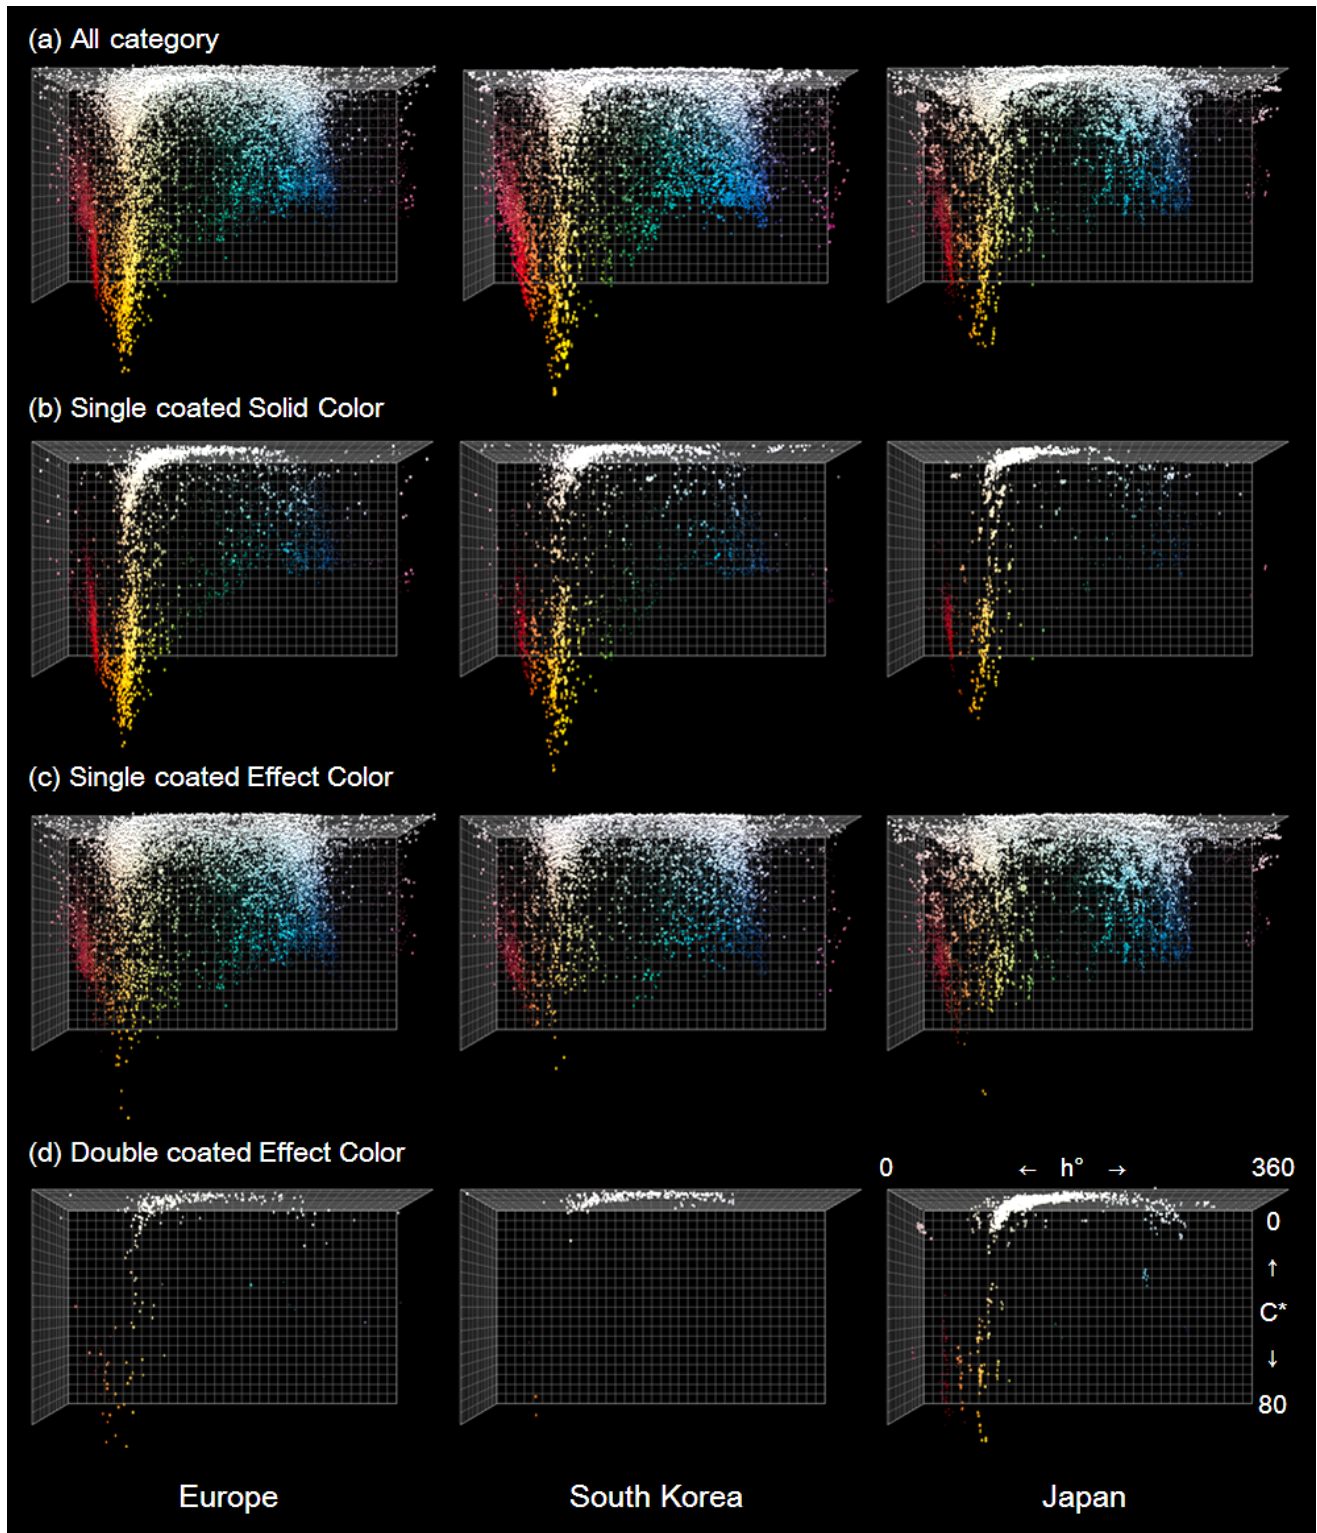 (a) All category
(b) Single coated Solid Color
(c) Single coated Effect Color
(d) Double coated Effect Color
0 ← h° → 360
0
↑
C*
↓
80
Europe South Korea Japan